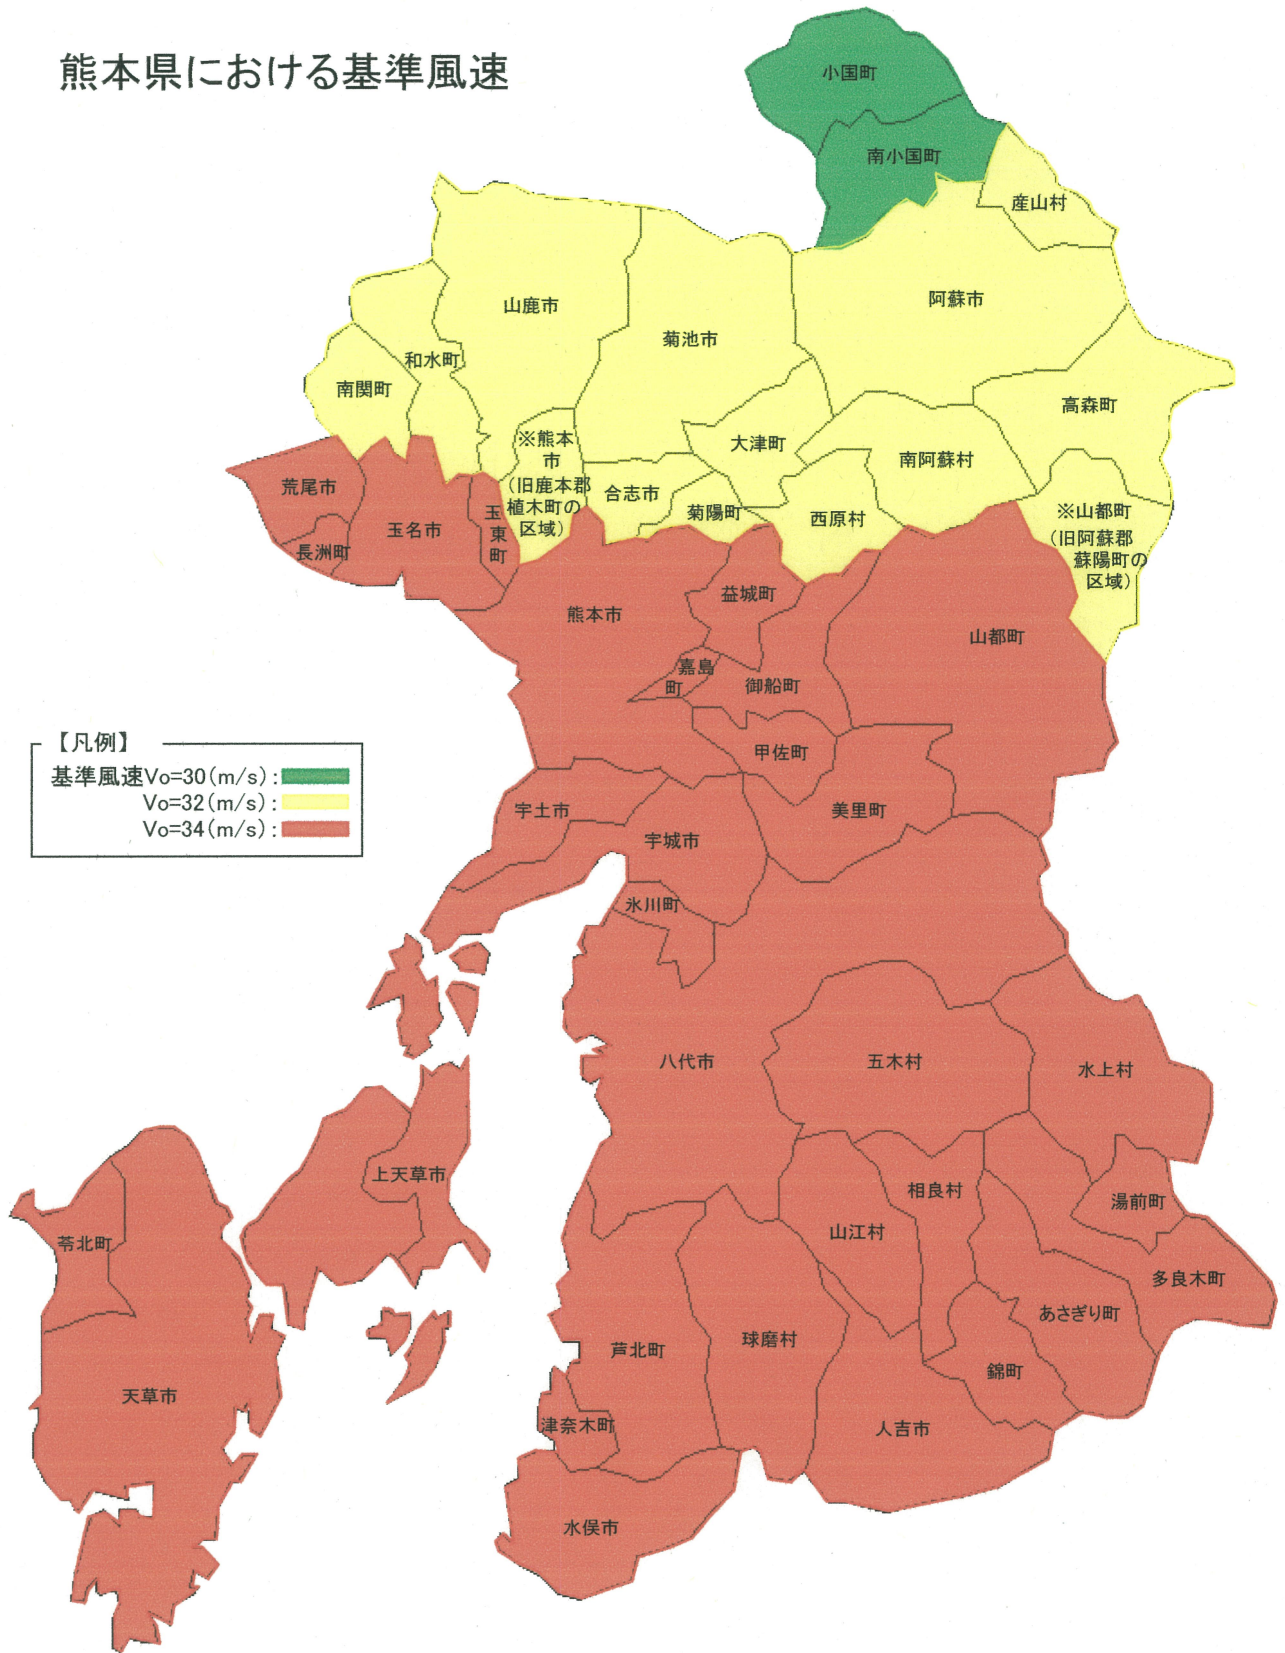 熊本県における基準風速
小国町
南小国町
産山村
阿蘇市
山鹿市
菊池市
和水町
南関町
高森町
※熊本
市
(旧鹿本郡
植木町の
区域)
大津町
南阿蘇村
合志市
菊陽町
西原村
※山都町
(旧阿蘇郡
蘇陽町の
区域)
荒尾市
長洲町
玉名市
玉
東
町
熊本市
益城町
嘉島
町
御船町
山都町
甲佐町
【凡例】
基準風速Vo=30(m/s):
Vo=32(m/s):
Vo=34(m/s):
宇土市
宇城市
美里町
氷川町
八代市
五木村
水上村
上天草市
苓北町
相良村
湯前町
山江村
多良木町
あさぎり町
芦北町
球磨村
錦町
天草市
津奈木町
人吉市
水俣市